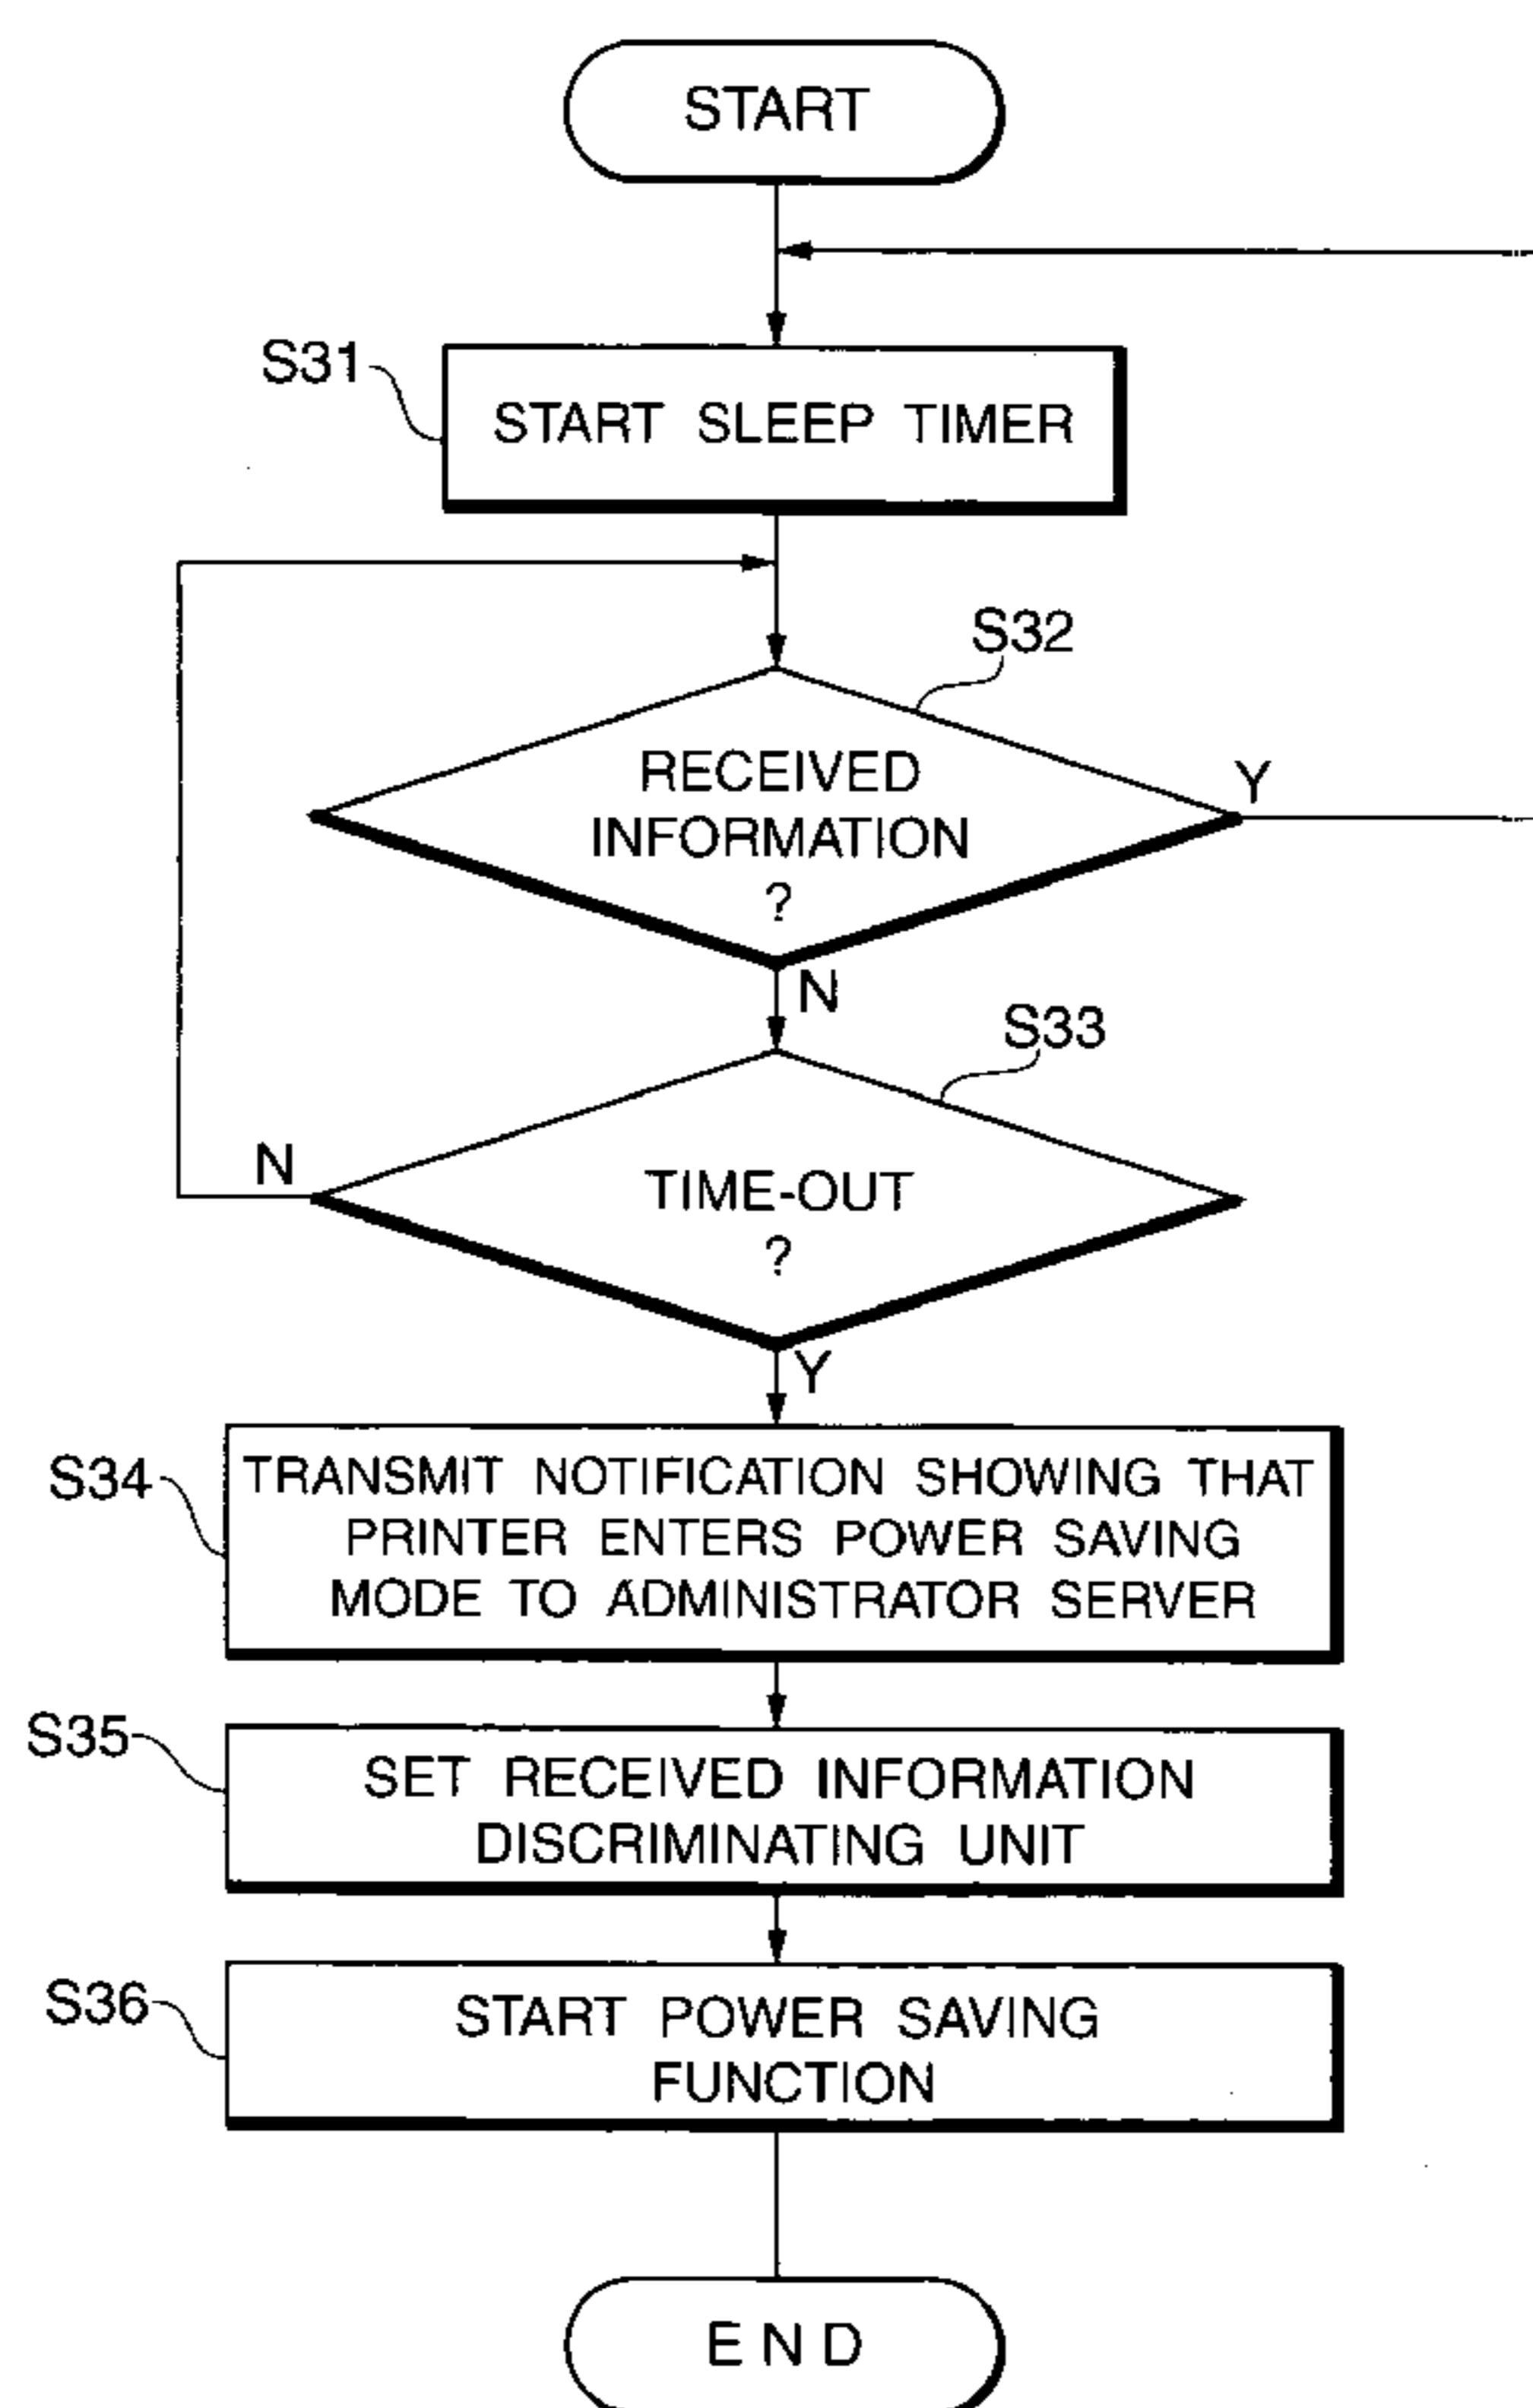 START
S31
START SLEEP TIMER
S32
RECEIVED
INFORMATION
?
Y
N
S33
TIME-OUT
?
N
Y
S34
TRANSMIT NOTIFICATION SHOWING THAT
PRINTER ENTERS POWER SAVING
MODE TO ADMINISTRATOR SERVER
S35
SET RECEIVED INFORMATION
DISCRIMINATING UNIT
S36
START POWER SAVING
FUNCTION
END